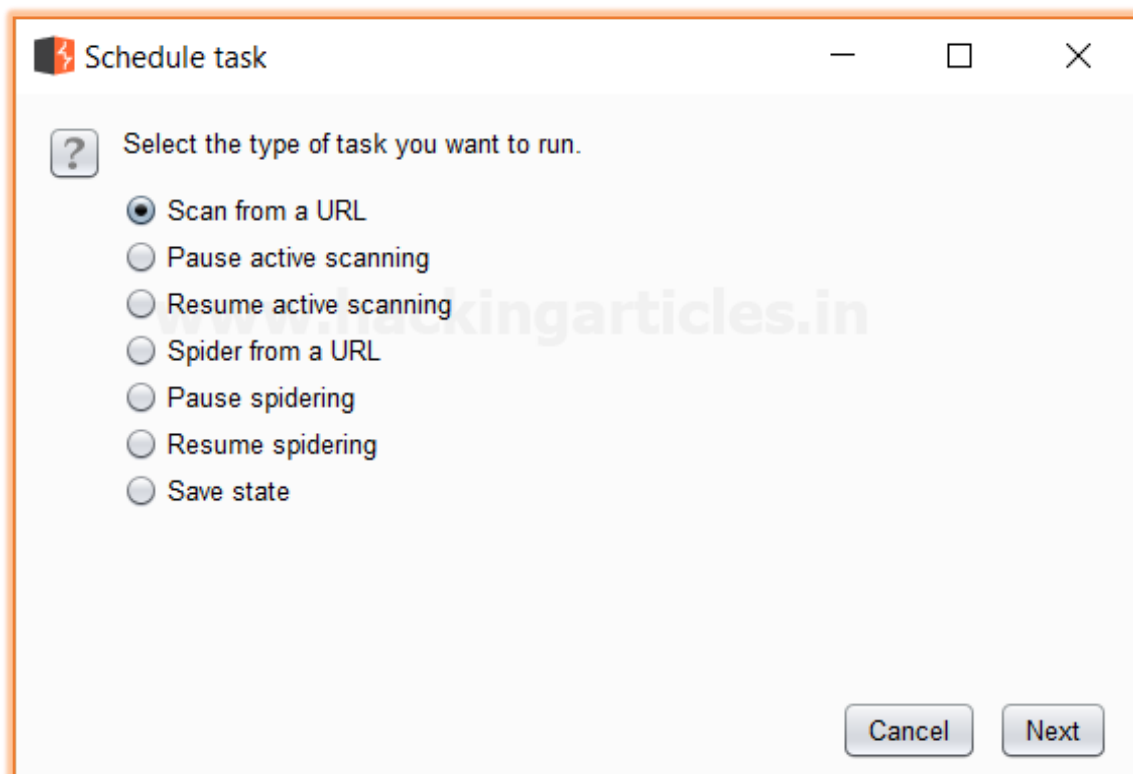 Schedule task
Select the type of task you want to run.
Scan from a URL
Pause active scanning
Resume active scanning
www.hackingarticles.in
Spider from a URL
Pause spidering
Resume spidering
Save state
Cancel
Next